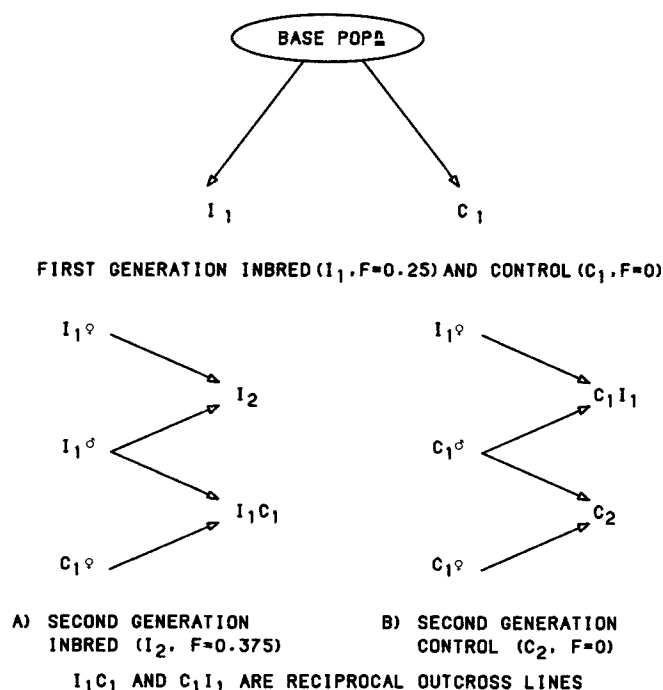 BASE POPn
I1 C1
FIRST GENERATION INBRED (I1, F=0.25) AND CONTROL (C1, F=0)
I1♀ I1♀
I2 C1I1
I1♂ C1♂
I1C1 C2
C1♀ C1♀
A) SECOND GENERATION
INBRED (I2, F=0.375)
B) SECOND GENERATION
CONTROL (C2, F=0)
I1C1 AND C1I1 ARE RECIPROCAL OUTCROSS LINES